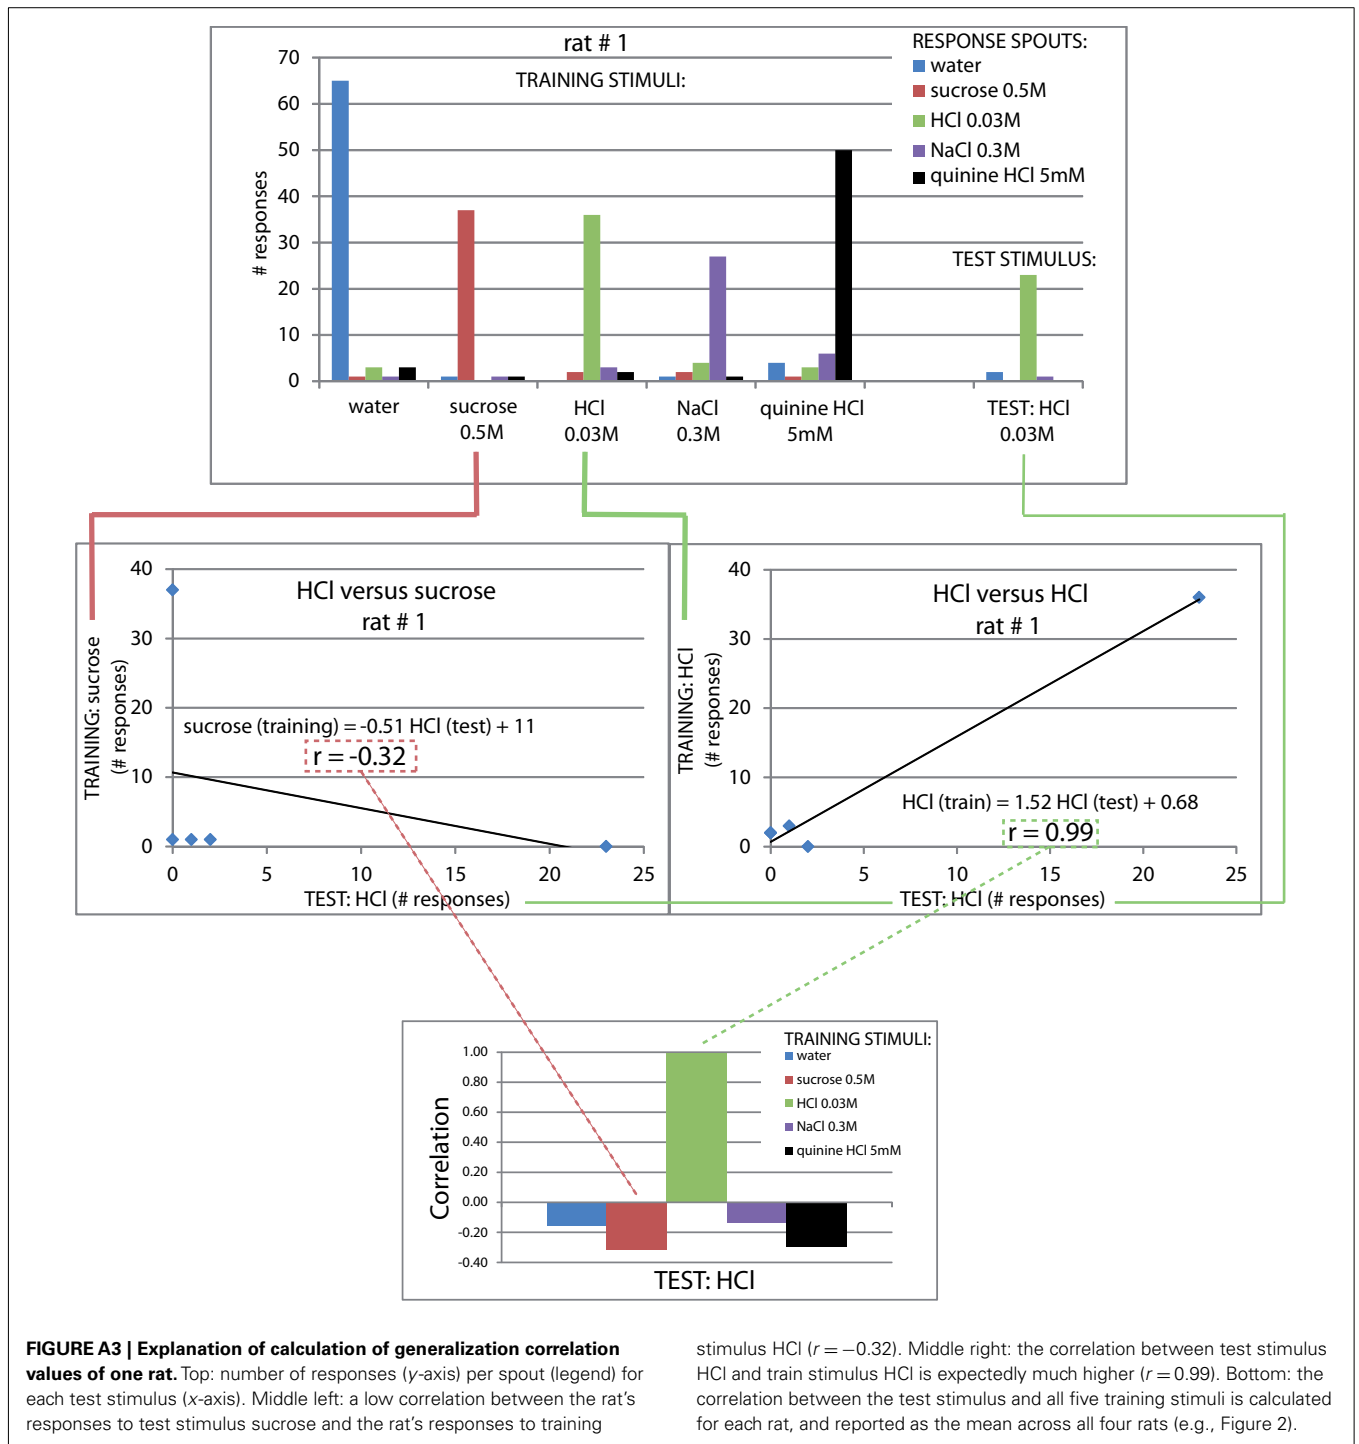 rat # 1
RESPONSE SPOUTS:
water
sucrose 0.5M
HCl 0.03M
NaCl 0.3M
quinine HCl 5mM
TRAINING STIMULI:
TEST STIMULUS:
# responses
70
60
50
40
30
20
10
0
water
sucrose
0.5M
HCl
0.03M
NaCl
0.3M
quinine HCl
5mM
TEST: HCl
0.03M
HCl versus sucrose
rat # 1
TRAINING: sucrose
(# responses)
40
30
20
10
0
sucrose (training) = -0.51 HCl (test) + 11
r = -0.32
0
5
10
15
20
25
TEST: HCl (# responses)
HCl versus HCl
rat # 1
TRAINING: HCl
(# responses)
40
30
20
10
0
HCl (train) = 1.52 HCl (test) + 0.68
r = 0.99
0
5
10
15
20
25
TEST: HCl (# responses)
TRAINING STIMULI:
water
sucrose 0.5M
HCl 0.03M
NaCl 0.3M
quinine HCl 5mM
Correlation
1.00
0.80
0.60
0.40
0.20
0.00
-0.20
-0.40
TEST: HCl
FIGURE A3 | Explanation of calculation of generalization correlation
values of one rat. Top: number of responses (y-axis) per spout (legend) for
each test stimulus (x-axis). Middle left: a low correlation between the rat's
responses to test stimulus sucrose and the rat's responses to training
stimulus HCl (r = −0.32). Middle right: the correlation between test stimulus
HCl and train stimulus HCl is expectedly much higher (r = 0.99). Bottom: the
correlation between the test stimulus and all five training stimuli is calculated
for each rat, and reported as the mean across all four rats (e.g., Figure 2).